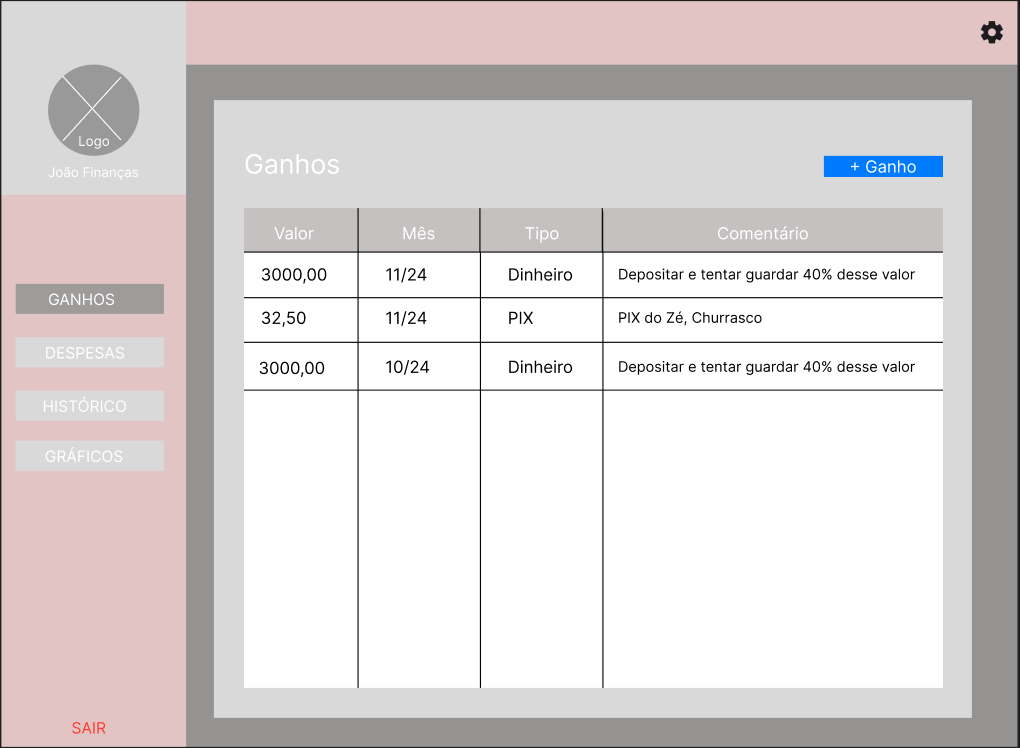 Logo
João Finanças
GANHOS
DESPESAS
HISTÓRICO
GRÁFICOS
SAIR
Ganhos
+ Ganho
Valor Mês Tipo Comentário
3000,00 11/24 Dinheiro Depositar e tentar guardar 40% desse valor
32,50 11/24 PIX PIX do Zé, Churrasco
3000,00 10/24 Dinheiro Depositar e tentar guardar 40% desse valor